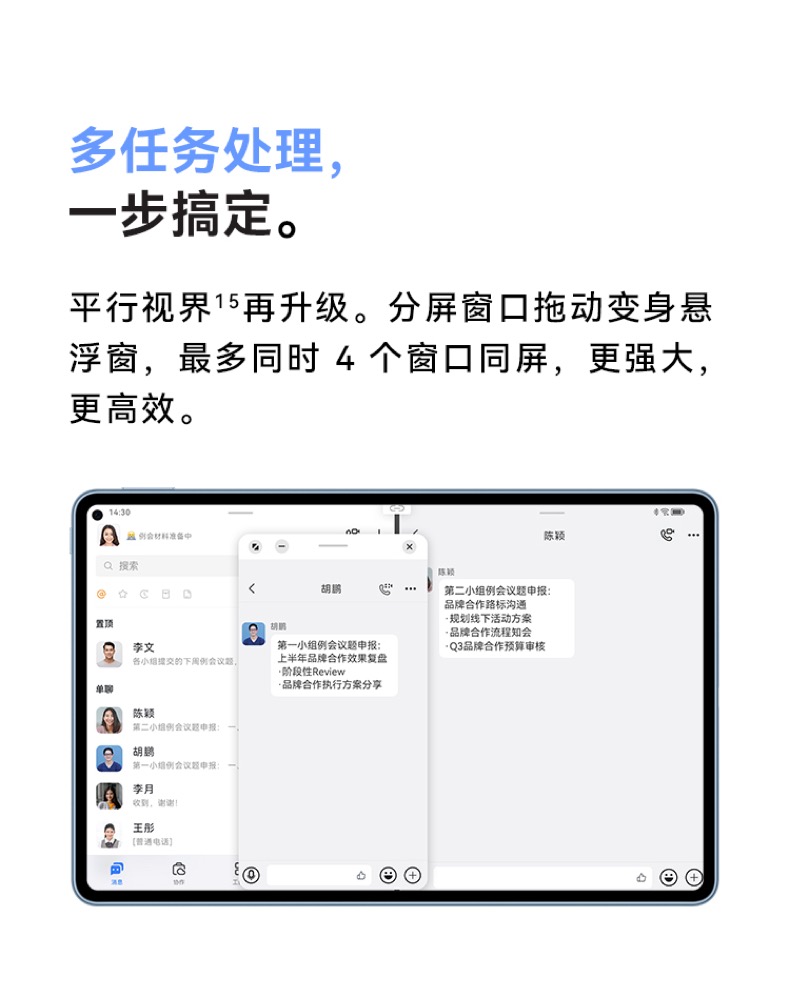 多任务处理，
一步搞定。
平行视界15再升级。分屏窗口拖动变身悬
浮窗，最多同时 4 个窗口同屏，更强大，
更高效。
14:30
例会材料准备中
搜索
置顶
李文
各小组提交的下周例会议题，
单聊
陈颖
第二小组例会议题申报： 一、
胡鹏
第一小组例会议题申报： 一、
李月
收到，谢谢！
王彤
[普通电话]
消息
协作
工
胡鹏
胡鹏
第一小组例会议题申报：
上半年品牌合作效果复盘
·阶段性Review
·品牌合作执行方案分享
陈颖
陈颖
第二小组例会议题申报：
品牌合作路标沟通
·规划线下活动方案
·品牌合作流程知会
·Q3品牌合作预算审核